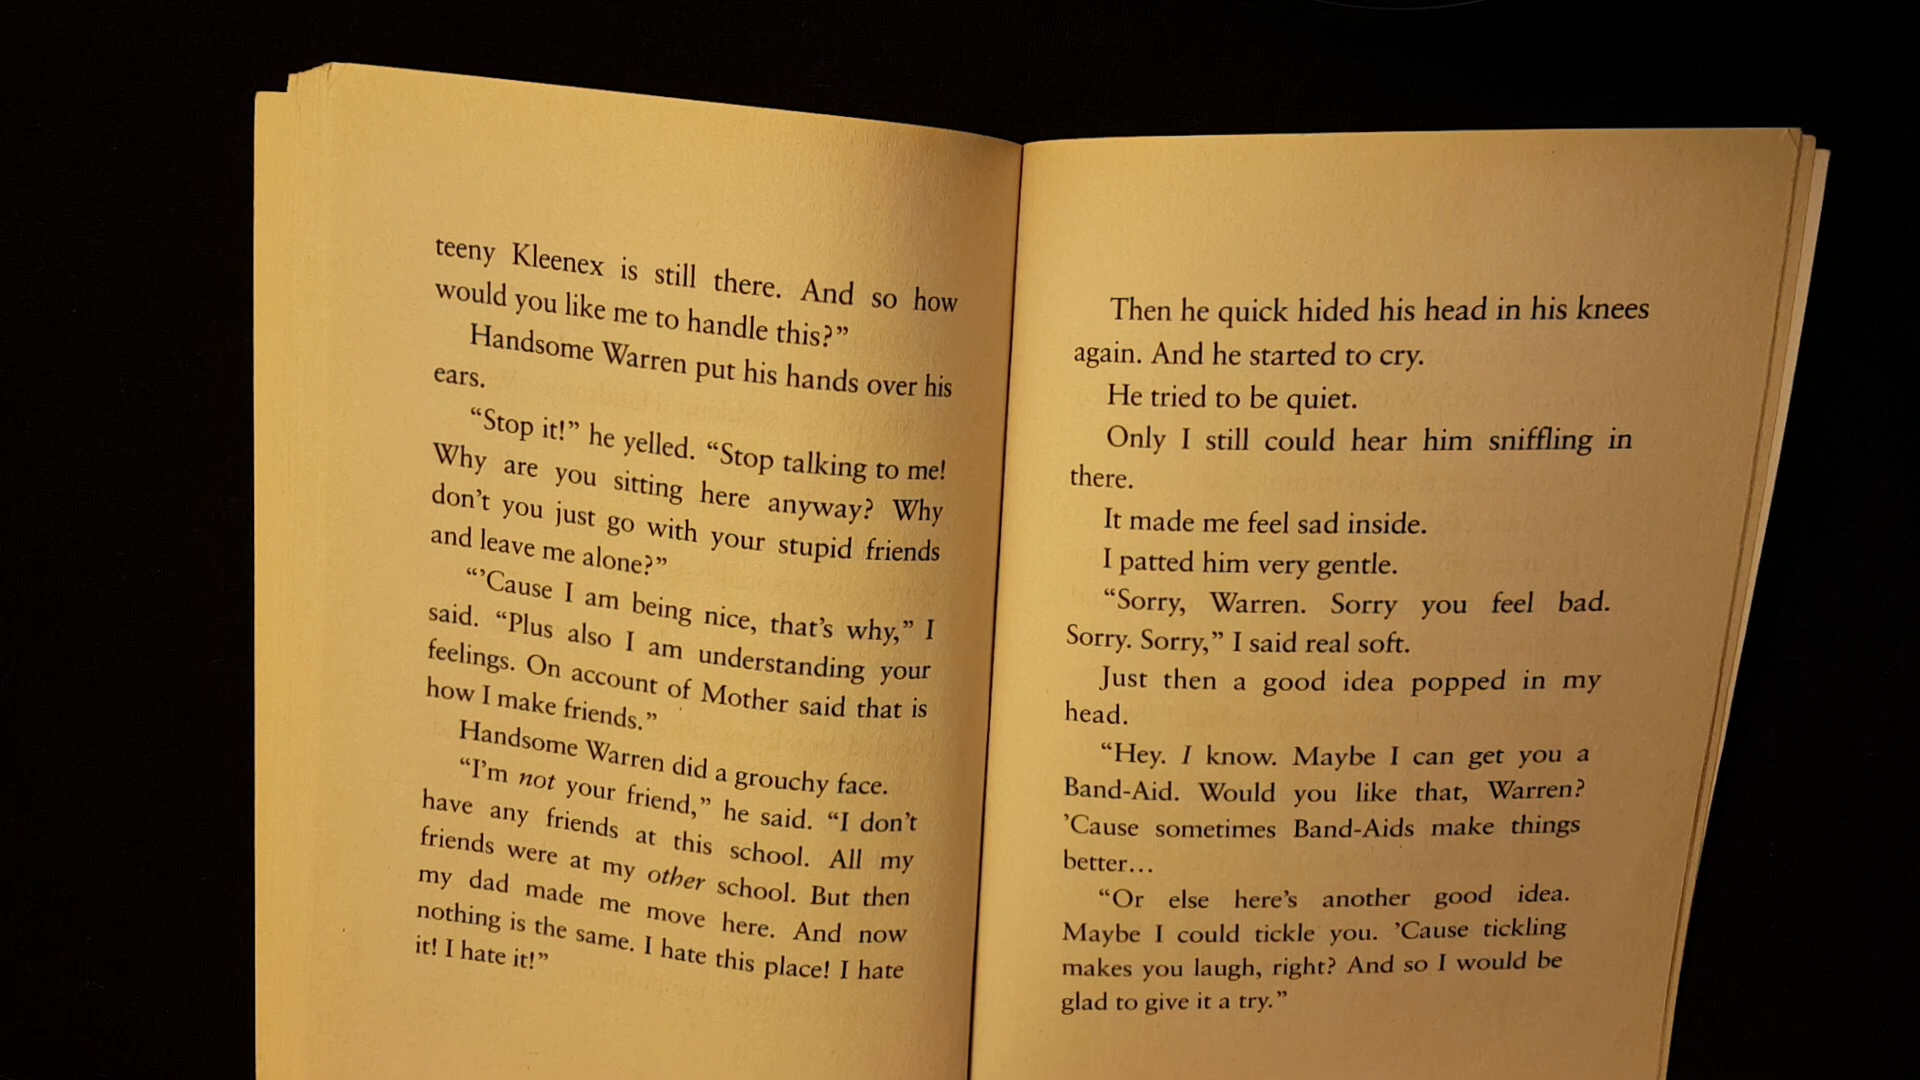 teeny Kleenex is still there. And so how
would you like me to handle this?”
Handsome Warren put his hands over his
ears.
“Stop it!” he yelled. “Stop talking to me!
Why are you sitting here anyway? Why
don’t you just go with your stupid friends
and leave me alone?”
“’Cause I am being nice, that’s why,” I
said. “Plus also I am understanding your
feelings. On account of Mother said that is
how I make friends.”
Handsome Warren did a grouchy face.
“I’m not your friend,” he said. “I don’t
have any friends at this school. All my
friends were at my other school. But then
my dad made me move here. And now
nothing is the same. I hate this place! I hate
it! I hate it!”
Then he quick hided his head in his knees
again. And he started to cry.
He tried to be quiet.
Only I still could hear him sniffling in
there.
It made me feel sad inside.
I patted him very gentle.
“Sorry, Warren. Sorry you feel bad.
Sorry. Sorry,” I said real soft.
Just then a good idea popped in my
head.
“Hey. I know. Maybe I can get you a
Band-Aid. Would you like that, Warren?
’Cause sometimes Band-Aids make things
better…
“Or else here’s another good idea.
Maybe I could tickle you. ’Cause tickling
makes you laugh, right? And so I would be
glad to give it a try.”